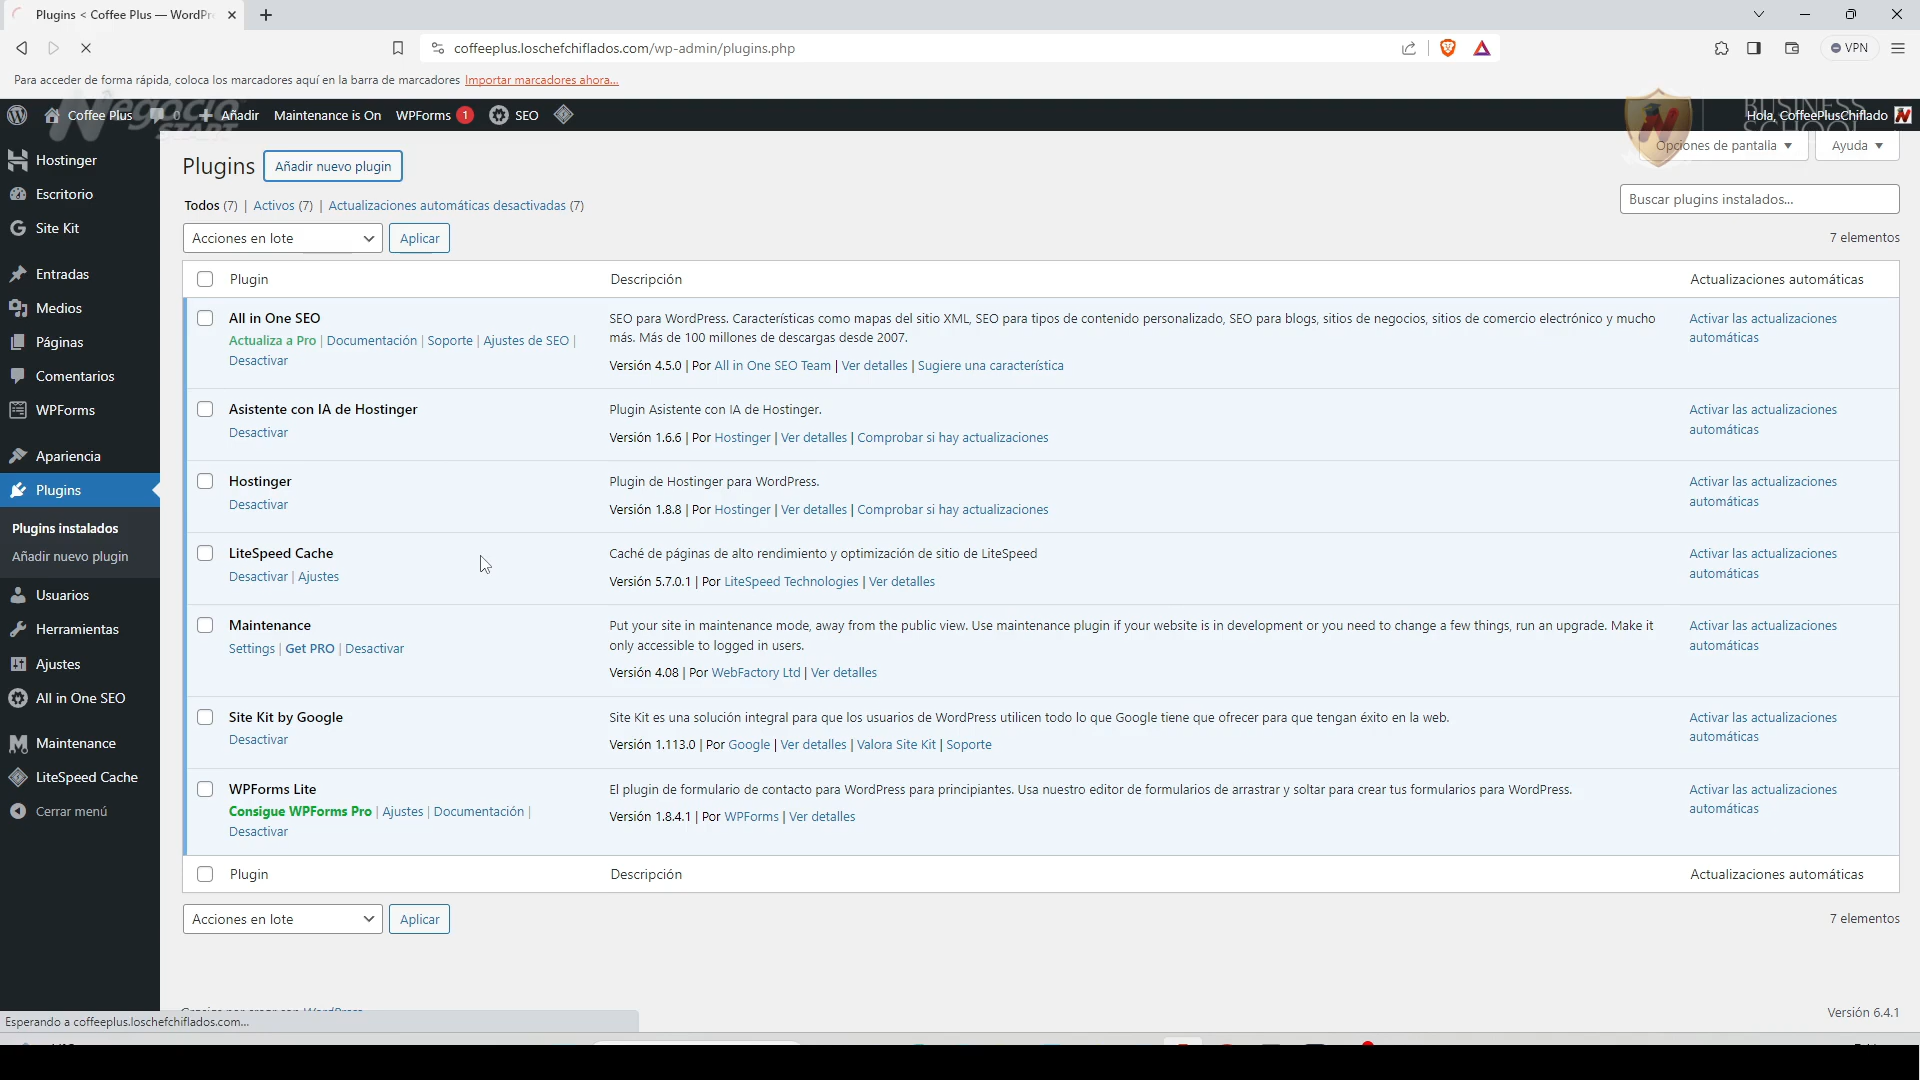 Plugins < Coffee Plus — WordPr
coffeeplus.loschefchiflados.com/wp-admin/plugins.php
VPN
Para acceder de forma rápida, coloca los marcadores aquí en la barra de marcadores Importar marcadores ahora...
Negocio START
BUSINESS SCHOOL
Coffee Plus 0 Añadir Maintenance is On WPForms 1 SEO Hola, CoffeePlusChiflado
Hostinger
Escritorio
Site Kit
Entradas
Medios
Páginas
Comentarios
WPForms
Apariencia
Plugins
Plugins instalados
Añadir nuevo plugin
Usuarios
Herramientas
Ajustes
All in One SEO
Maintenance
LiteSpeed Cache
Cerrar menú
Plugins Añadir nuevo plugin
Opciones de pantalla Ayuda
Todos (7) | Activos (7) | Actualizaciones automáticas desactivadas (7)
Buscar plugins instalados...
Acciones en lote Aplicar
7 elementos
Plugin Descripción Actualizaciones automáticas
All in One SEO
Actualiza a Pro | Documentación | Soporte | Ajustes de SEO |
Desactivar
SEO para WordPress. Características como mapas del sitio XML, SEO para tipos de contenido personalizado, SEO para blogs, sitios de negocios, sitios de comercio electrónico y mucho
más. Más de 100 millones de descargas desde 2007.
Versión 4.5.0 | Por All in One SEO Team | Ver detalles | Sugiere una característica
Activar las actualizaciones
automáticas
Asistente con IA de Hostinger
Desactivar
Plugin Asistente con IA de Hostinger.
Versión 1.6.6 | Por Hostinger | Ver detalles | Comprobar si hay actualizaciones
Activar las actualizaciones
automáticas
Hostinger
Desactivar
Plugin de Hostinger para WordPress.
Versión 1.8.8 | Por Hostinger | Ver detalles | Comprobar si hay actualizaciones
Activar las actualizaciones
automáticas
LiteSpeed Cache
Desactivar | Ajustes
Caché de páginas de alto rendimiento y optimización de sitio de LiteSpeed
Versión 5.7.0.1 | Por LiteSpeed Technologies | Ver detalles
Activar las actualizaciones
automáticas
Maintenance
Settings | Get PRO | Desactivar
Put your site in maintenance mode, away from the public view. Use maintenance plugin if your website is in development or you need to change a few things, run an upgrade. Make it
only accessible to logged in users.
Versión 4.08 | Por WebFactory Ltd | Ver detalles
Activar las actualizaciones
automáticas
Site Kit by Google
Desactivar
Site Kit es una solución integral para que los usuarios de WordPress utilicen todo lo que Google tiene que ofrecer para que tengan éxito en la web.
Versión 1.113.0 | Por Google | Ver detalles | Valora Site Kit | Soporte
Activar las actualizaciones
automáticas
WPForms Lite
Consigue WPForms Pro | Ajustes | Documentación |
Desactivar
El plugin de formulario de contacto para WordPress para principiantes. Usa nuestro editor de formularios de arrastrar y soltar para crear tus formularios para WordPress.
Versión 1.8.4.1 | Por WPForms | Ver detalles
Activar las actualizaciones
automáticas
Plugin Descripción Actualizaciones automáticas
Acciones en lote Aplicar
7 elementos
Versión 6.4.1
Esperando a coffeeplus.loschefchiflados.com...